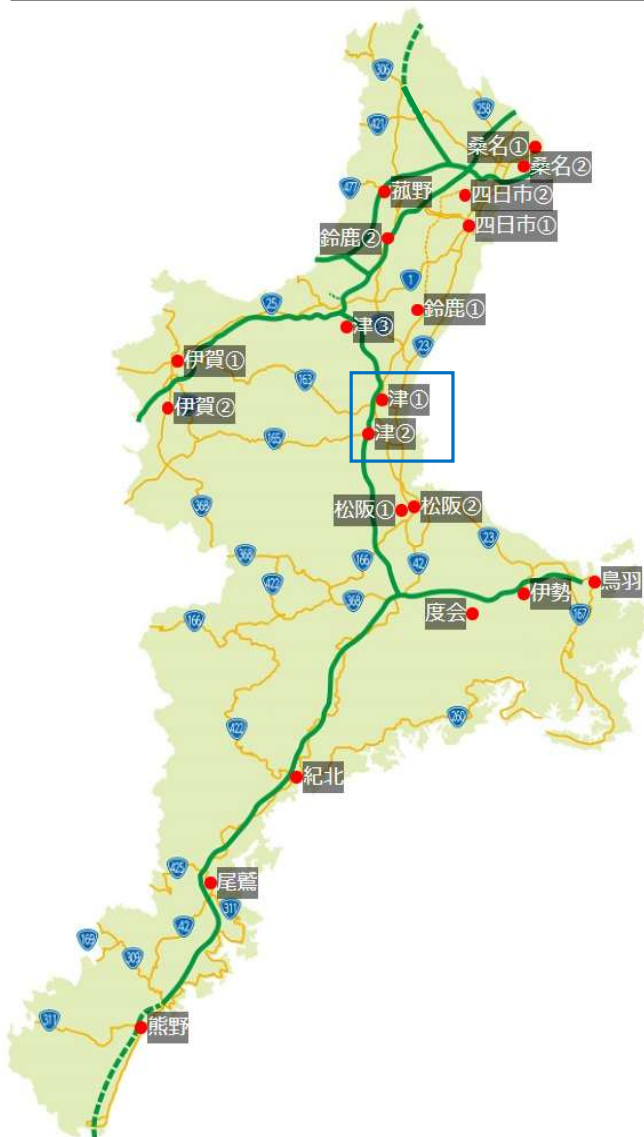 306
258
421
桑名①
桑名②
477
菰野
四日市②
四日市①
鈴鹿②
1
25
鈴鹿①
津③
23
伊賀①
163
津①
伊賀②
津②
165
368
松阪①
松阪②
23
368
166
42
422
368
伊勢
鳥羽
度会
167
166
260
422
紀北
425
尾鷲
311
42
169
309
311
熊野